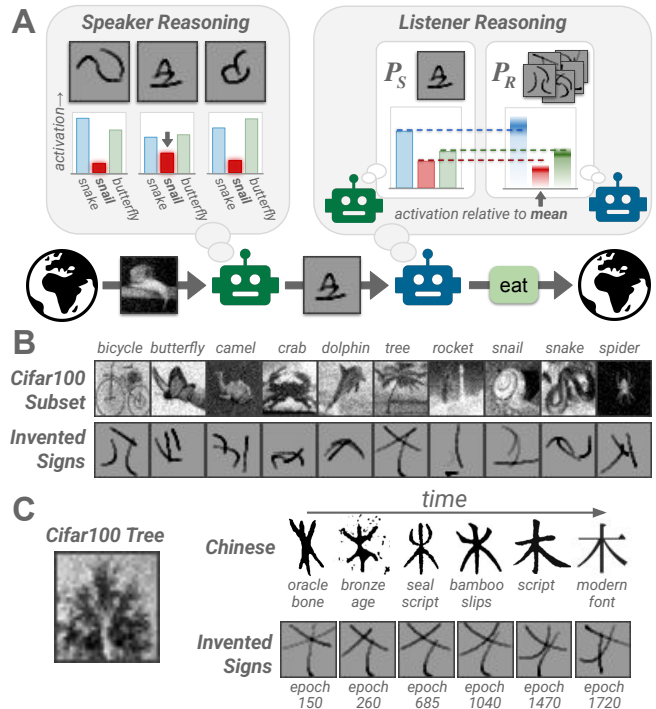 A
Speaker Reasoning
activation→
snake
snail
butterfly
snake
snail
butterfly
snake
snail
butterfly
Listener Reasoning
P_S
P_R
activation relative to mean
eat
B
bicycle butterfly camel crab dolphin tree rocket snail snake spider
Cifar100
Subset
Invented
Signs
C
Cifar100 Tree
time
Chinese
木
oracle
bone
bronze
age
seal
script
bamboo
slips
script
modern
font
Invented
Signs
epoch
150
epoch
260
epoch
685
epoch
1040
epoch
1470
epoch
1720